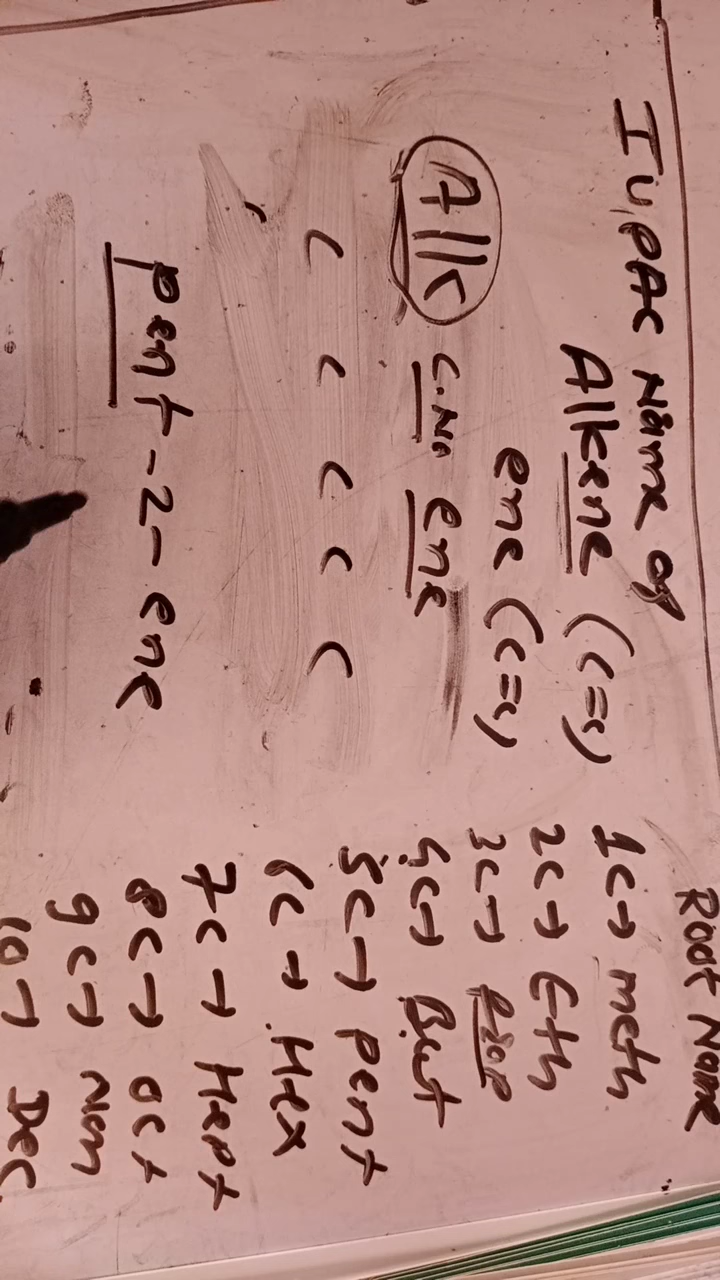 IUPAC Name of
Alkene (C=C)
ene (C=C)
Alk C.No ene
C C C C C
pent-2-ene
Root Name
1C→ meth
2C→ Eth
3C→ Prop
4C→ But
5C→ pent
6C→ Hex
7C→ Hept
8C→ oct
9C→ Non
10→ Dec